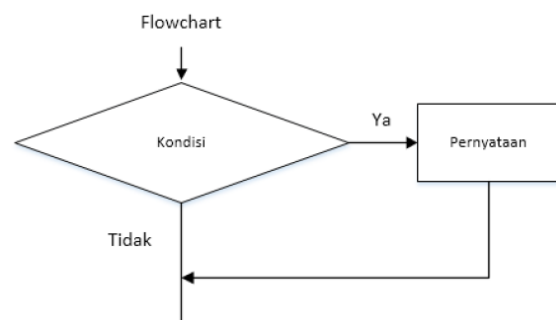 Flowchart
Kondisi
Ya
Pernyataan
Tidak